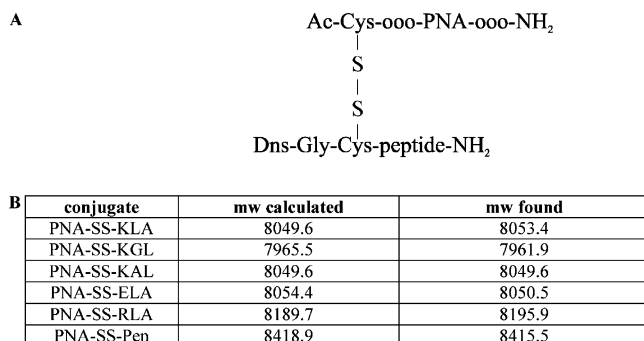 A
Ac-Cys-ooo-PNA-ooo-NH₂
S
S
Dns-Gly-Cys-peptide-NH₂
B
conjugate mw calculated mw found
PNA-SS-KLA 8049.6 8053.4
PNA-SS-KGL 7965.5 7961.9
PNA-SS-KAL 8049.6 8049.6
PNA-SS-ELA 8054.4 8050.5
PNA-SS-RLA 8189.7 8195.9
PNA-SS-Pen 8418.9 8415.5